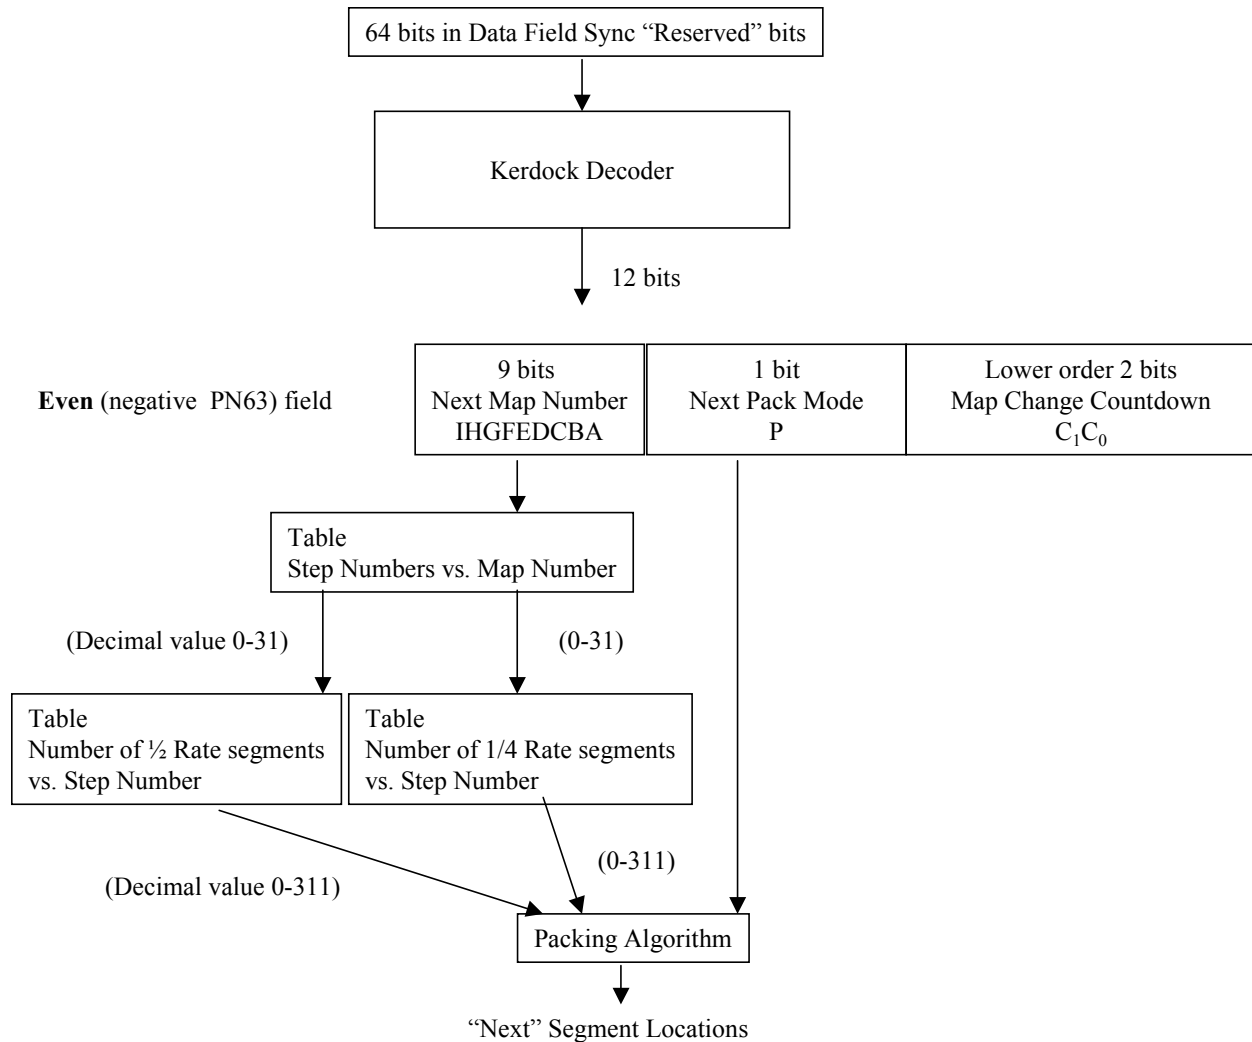 64 bits in Data Field Sync “Reserved” bits
Kerdock Decoder
12 bits
Even (negative PN63) field
9 bits
Next Map Number
IHGFEDCBA
1 bit
Next Pack Mode
P
Lower order 2 bits
Map Change Countdown
C₁C₀
Table
Step Numbers vs. Map Number
(Decimal value 0-31)
(0-31)
Table
Number of ½ Rate segments
vs. Step Number
Table
Number of 1/4 Rate segments
vs. Step Number
(Decimal value 0-311)
(0-311)
Packing Algorithm
“Next” Segment Locations